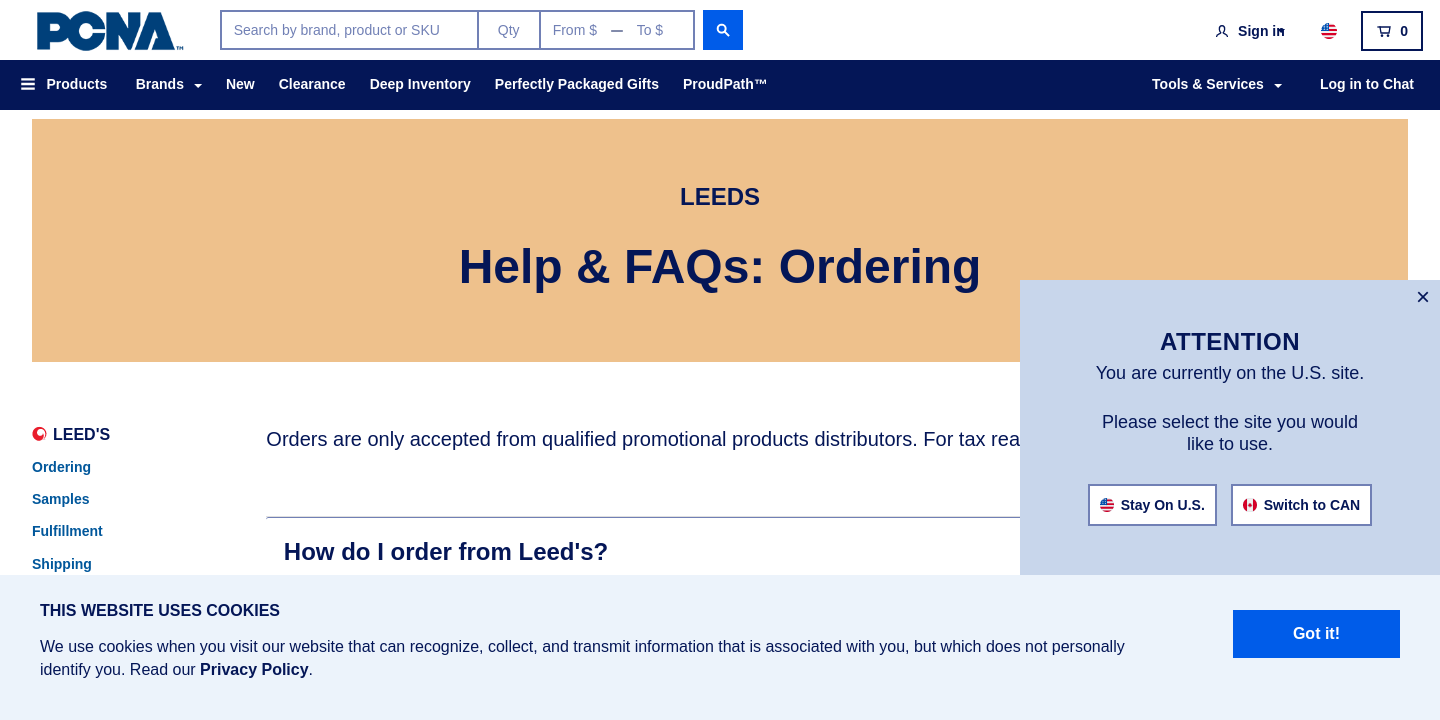 PCNA™
Search by brand, product or SKU
Qty
From $ — To $
Sign in
0
Products
Brands
New
Clearance
Deep Inventory
Perfectly Packaged Gifts
ProudPath™
Tools & Services
Log in to Chat
LEEDS
Help & FAQs: Ordering
×
ATTENTION
You are currently on the U.S. site.
Please select the site you would
like to use.
Stay On U.S.
Switch to CAN
LEED'S
Ordering
Samples
Fulfillment
Shipping
Orders are only accepted from qualified promotional products distributors. For tax rea
How do I order from Leed's?
THIS WEBSITE USES COOKIES
We use cookies when you visit our website that can recognize, collect, and transmit information that is associated with you, but which does not personally
identify you. Read our Privacy Policy.
Got it!